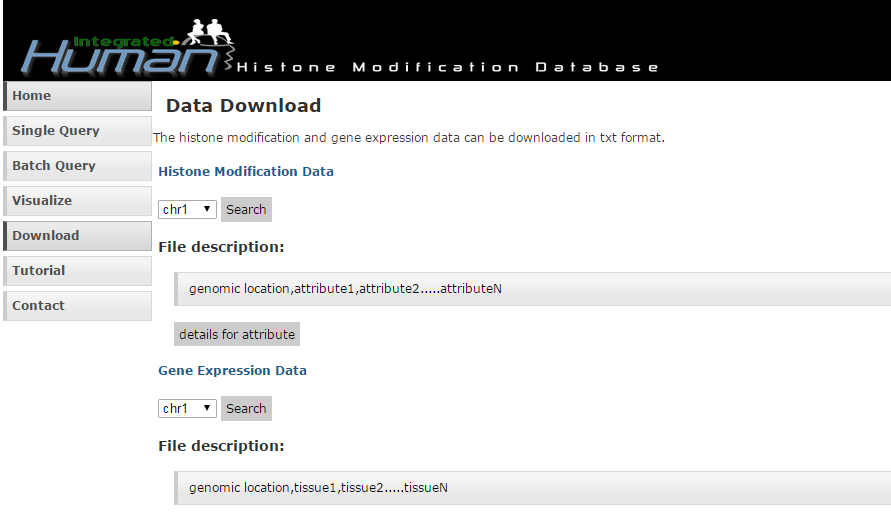 Integrated
Human Histone Modification Database
Home
Single Query
Batch Query
Visualize
Download
Tutorial
Contact
Data Download
The histone modification and gene expression data can be downloaded in txt format.
Histone Modification Data
chr1 Search
File description:
genomic location,attribute1,attribute2.....attributeN
details for attribute
Gene Expression Data
chr1 Search
File description:
genomic location,tissue1,tissue2.....tissueN